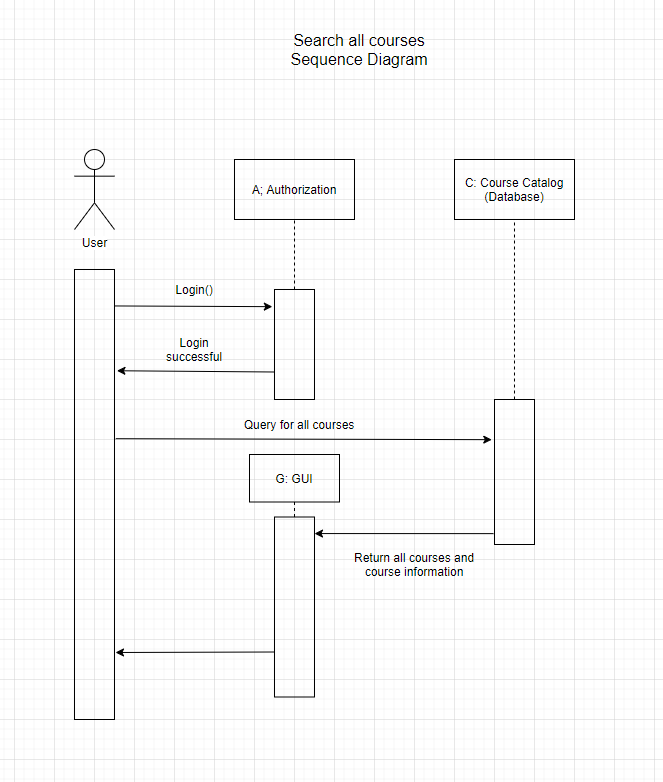 Search all courses
Sequence Diagram
A; Authorization
C: Course Catalog
(Database)
User
Login()
Login
successful
Query for all courses
G: GUI
Return all courses and
course information